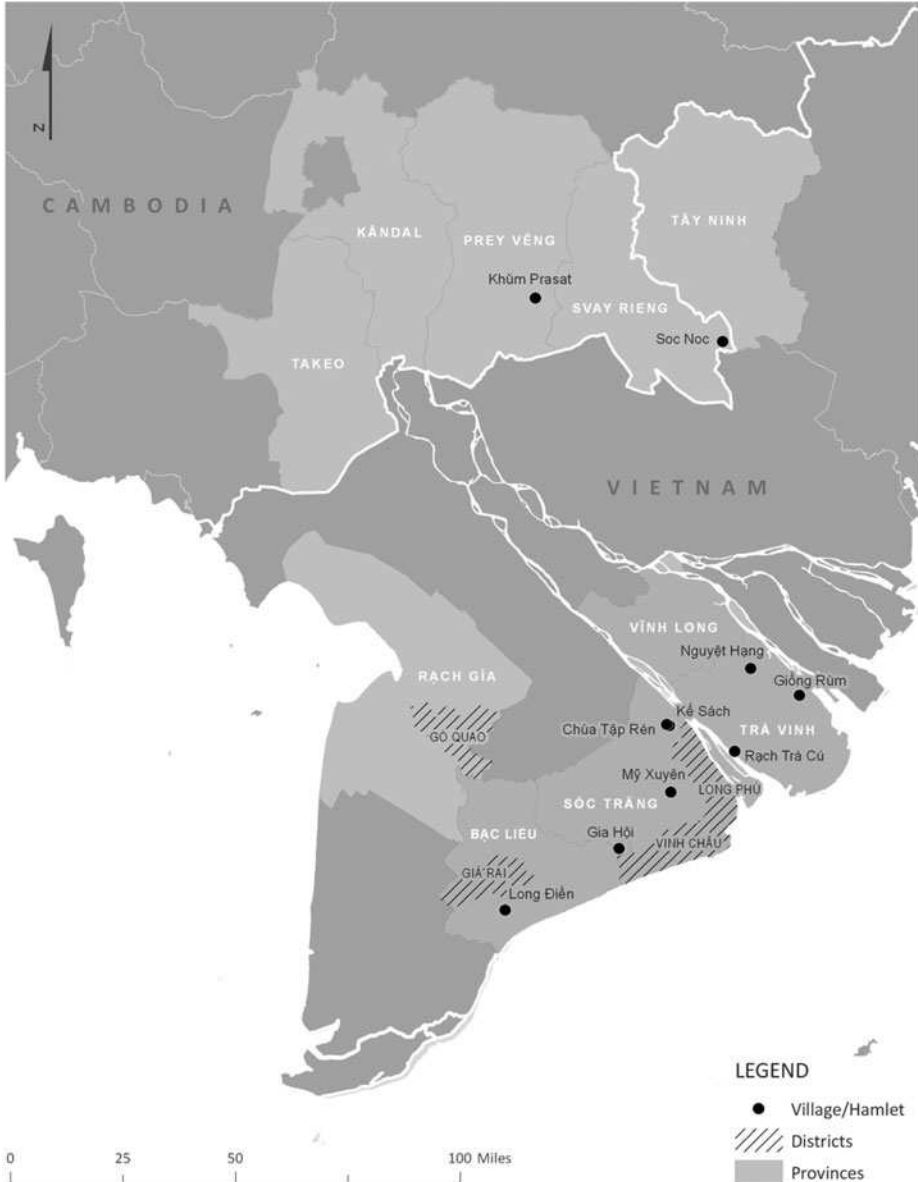 N
CAMBODIA
KÂNDAL
PREY VÊNG
TÂY NINH
Khŭm Prasat
SVAY RIENG
Soc Noc
TAKEO
VIETNAM
VĨNH LONG
Nguyệt Hạng
RẠCH GÍA
Giồng Rùm
Kế Sách
GÒ QUAO
Chùa Tập Rèn
TRÀ VINH
Rạch Trà Cú
Mỹ Xuyên
LONG PHÚ
SÓC TRĂNG
BẠC LIÊU
Gia Hội
VINH CHÂU
GIÁ RAI
Long Điền
LEGEND
Village/Hamlet
Districts
Provinces
0 25 50 100 Miles